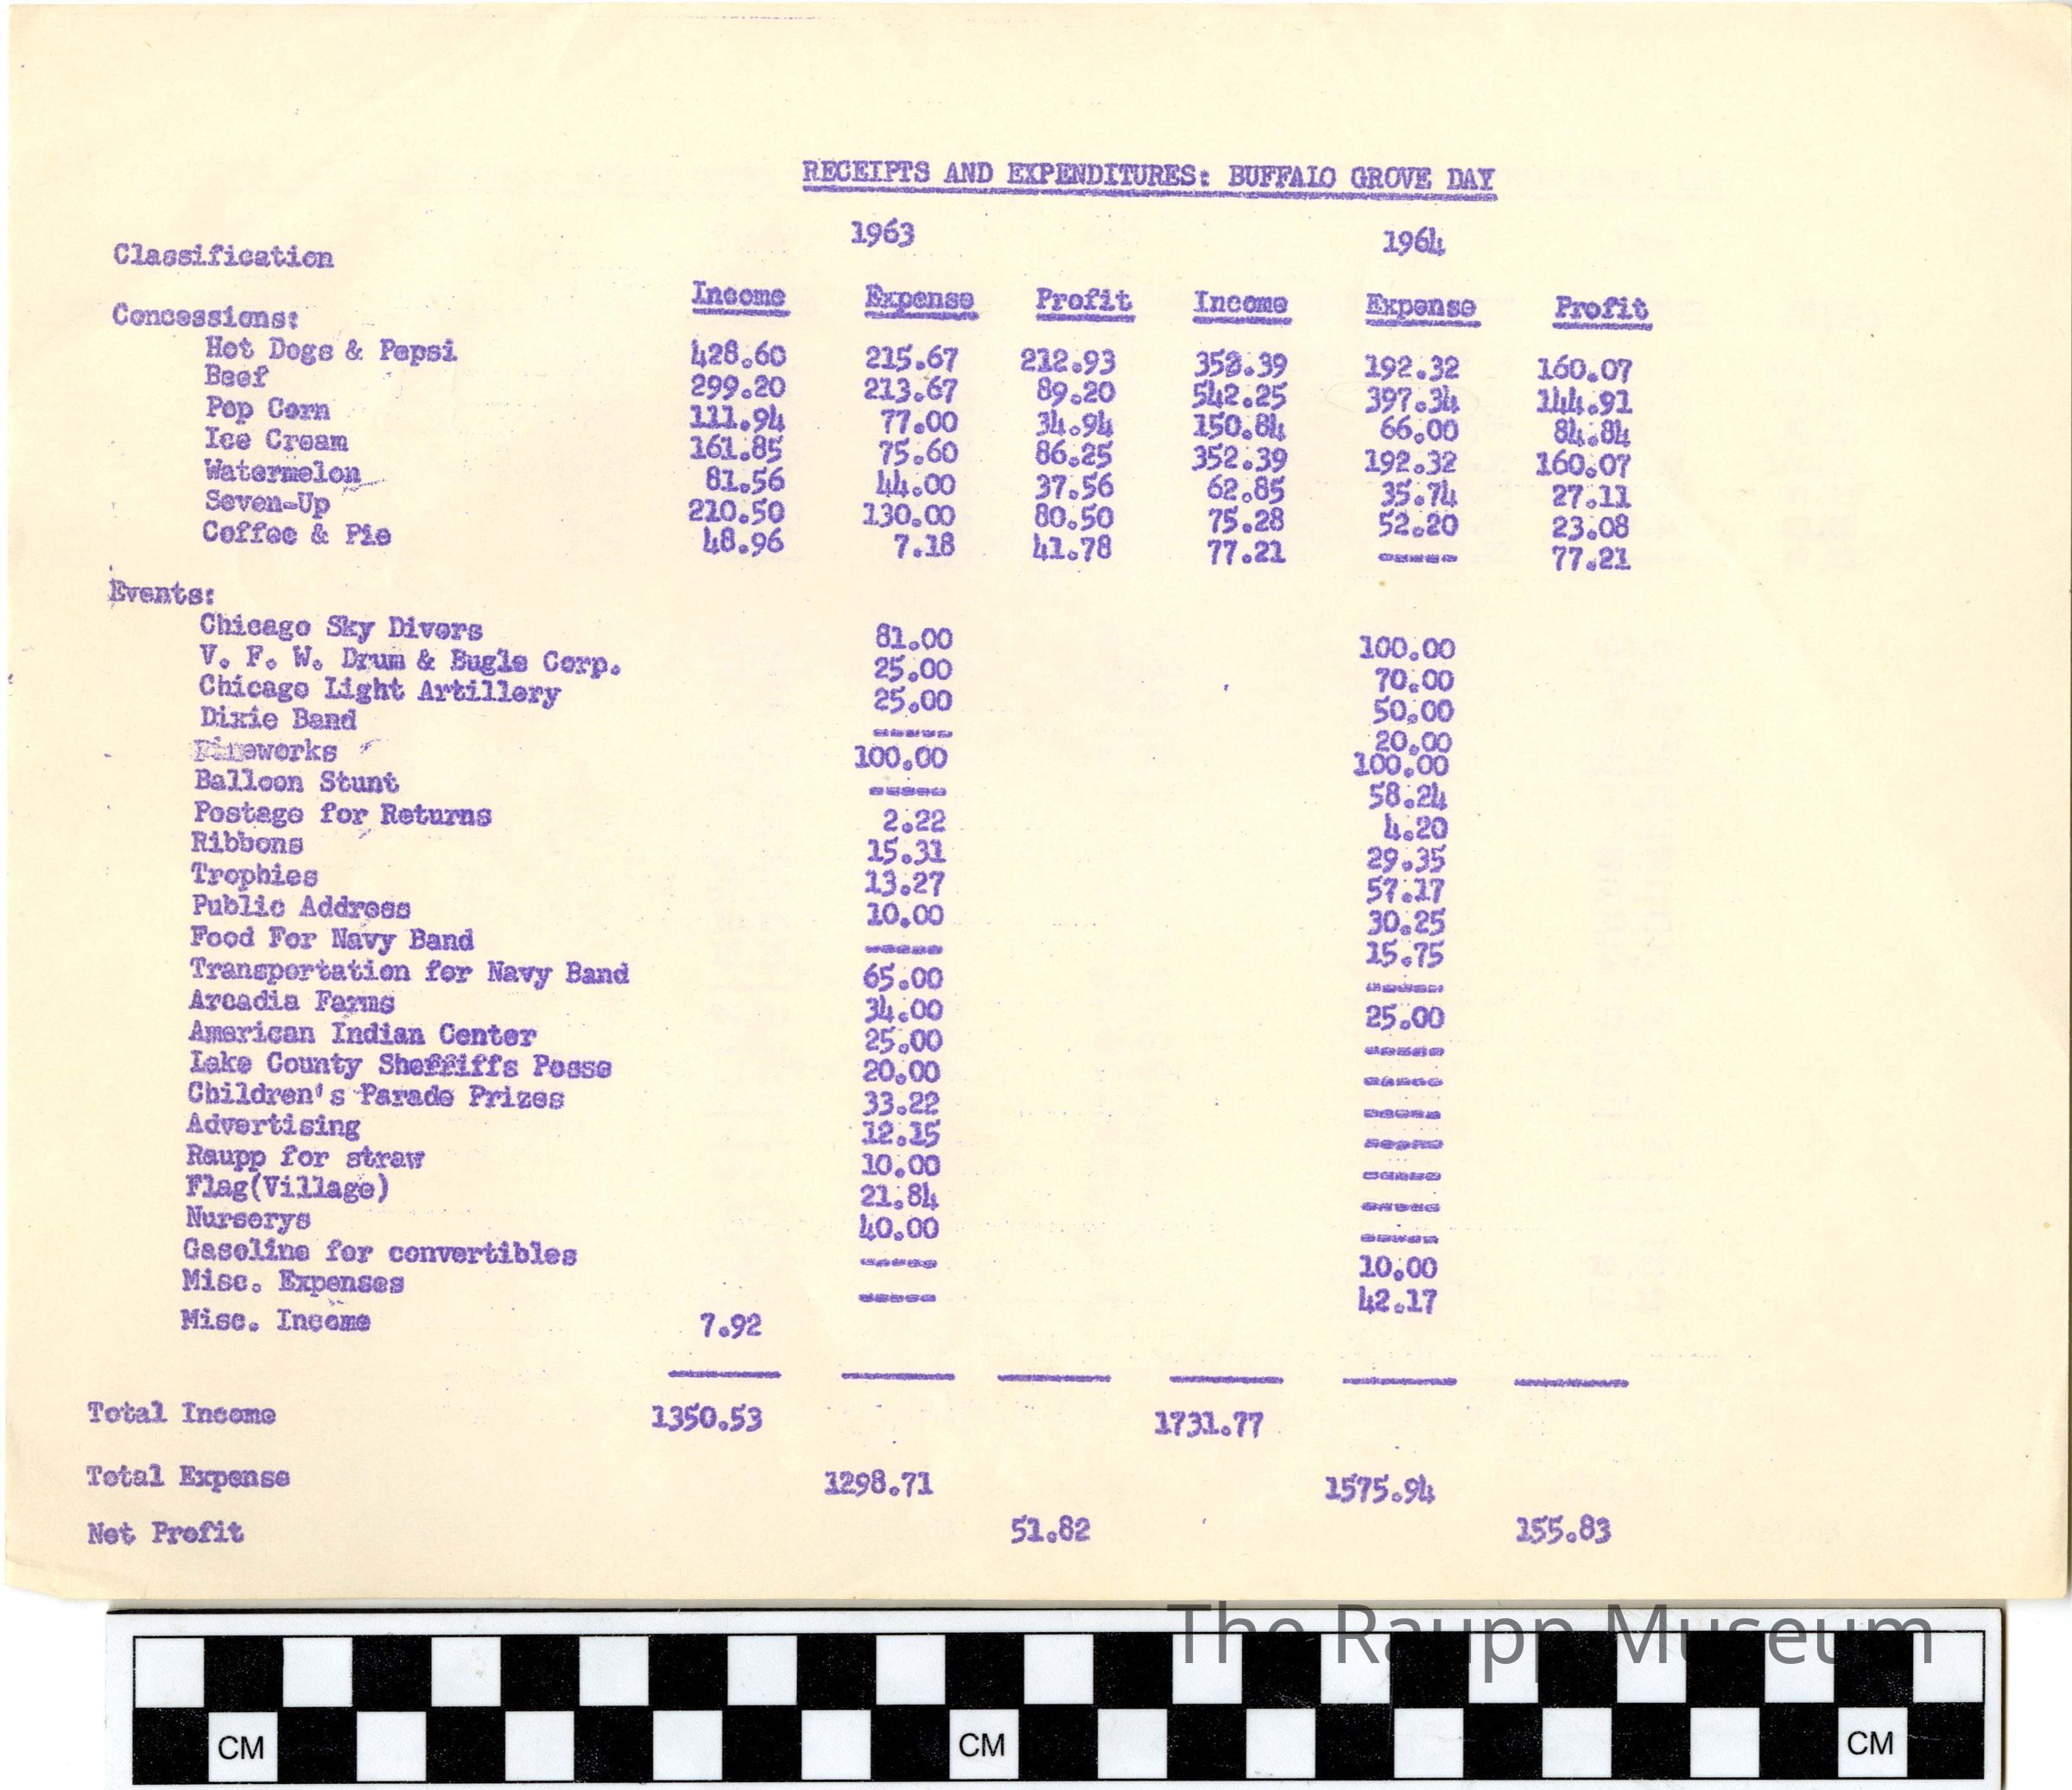 RECEIPTS AND EXPENDITURES: BUFFALO GROVE DAY
1963 1964
Classification
Income Expense Profit Income Expense Profit
Concessions:
Hot Dogs & Pepsi 428.60 215.67 212.93 352.39 192.32 160.07
Beef 299.20 213.67 89.20 542.25 397.34 144.91
Pop Corn 111.94 77.00 34.94 150.84 66.00 84.84
Ice Cream 161.85 75.60 86.25 352.39 192.32 160.07
Watermelon 81.56 44.00 37.56 62.85 35.74 27.11
Seven-Up 210.50 130.00 80.50 75.28 52.20 23.08
Coffee & Pie 48.96 7.18 41.78 77.21 ----- 77.21
Events:
Chicago Sky Divers 81.00 100.00
V. F. W. Drum & Bugle Corp. 25.00 70.00
Chicago Light Artillery 25.00 50.00
Dixie Band ----- 20.00
Fireworks 100.00 100.00
Balloon Stunt ----- 58.24
Postage for Returns 2.22 4.20
Ribbons 15.31 29.35
Trophies 13.27 57.17
Public Address 10.00 30.25
Food For Navy Band ----- 15.75
Transportation for Navy Band 65.00 -----
Arcadia Farms 34.00 25.00
American Indian Center 25.00 -----
Lake County Sheffiffs Posse 20.00 -----
Children's Parade Prizes 33.22 -----
Advertising 12.15 -----
Raupp for straw 10.00 -----
Flag(Village) 21.84 -----
Nurserys 40.00 -----
Gasoline for convertibles ----- 10.00
Misc. Expenses ----- 42.17
Misc. Income 7.92
Total Income 1350.53 1731.77
Total Expense 1298.71 1575.94
Net Profit 51.82 155.83
The Raupp Museum
CM CM CM